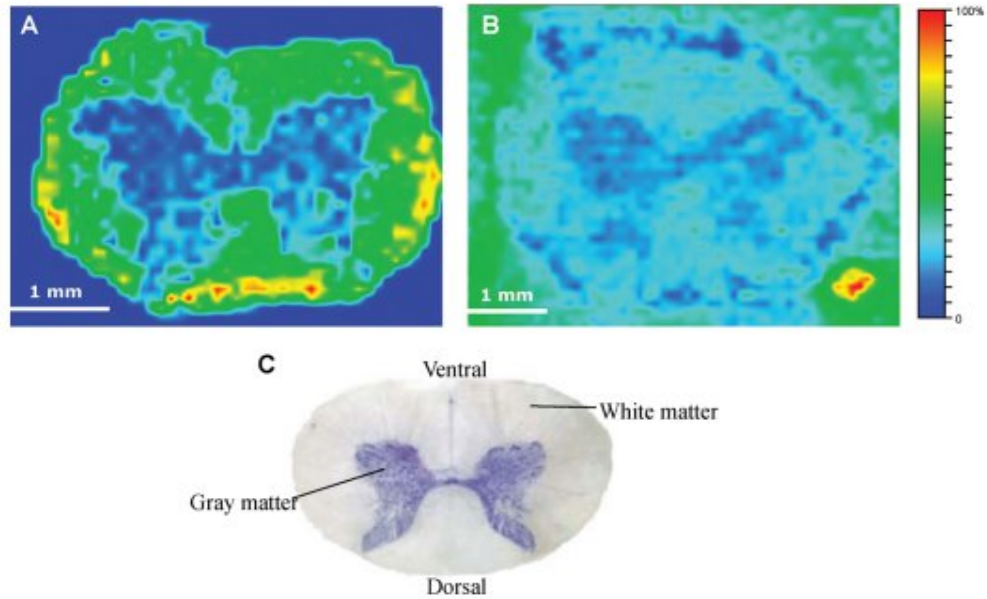 A
B
100%
1 mm
1 mm
0
C
Ventral
White matter
Gray matter
Dorsal